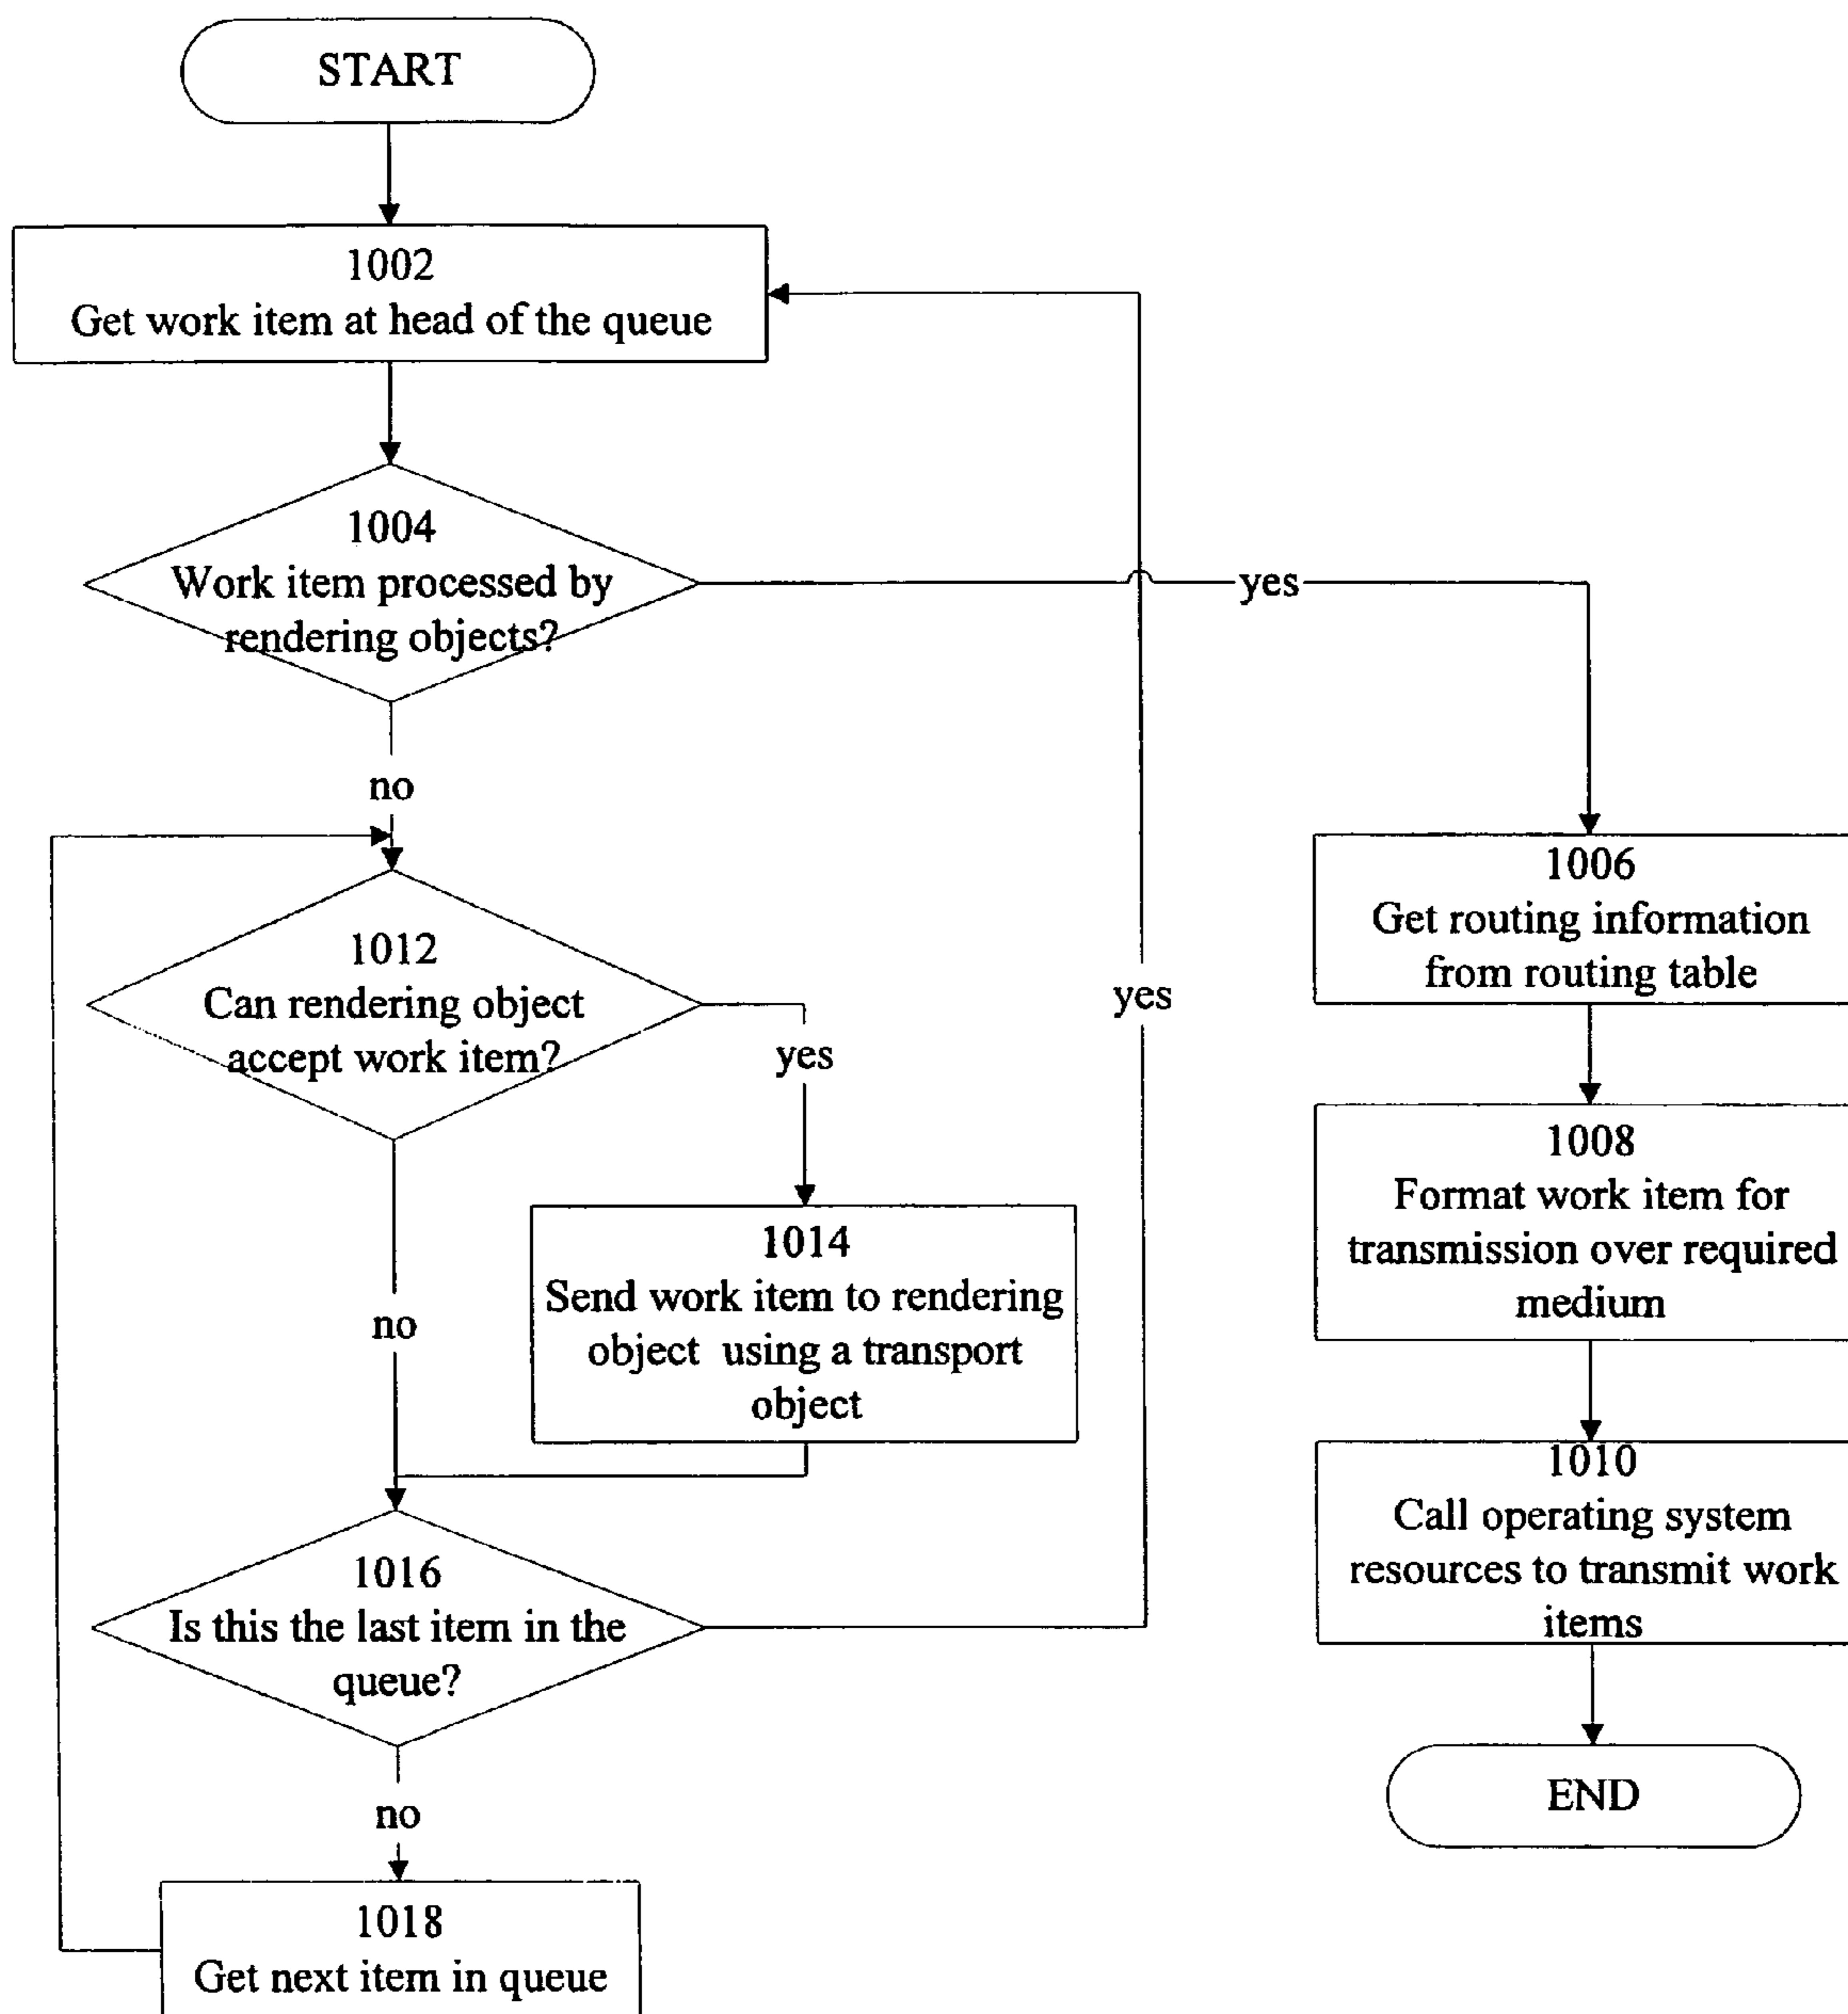 START
1002
Get work item at head of the queue
1004
Work item processed by
rendering objects?
yes
no
1012
Can rendering object
accept work item?
yes
no
1014
Send work item to rendering
object using a transport
object
1016
Is this the last item in the
queue?
yes
no
1018
Get next item in queue
1006
Get routing information
from routing table
1008
Format work item for
transmission over required
medium
1010
Call operating system
resources to transmit work
items
END